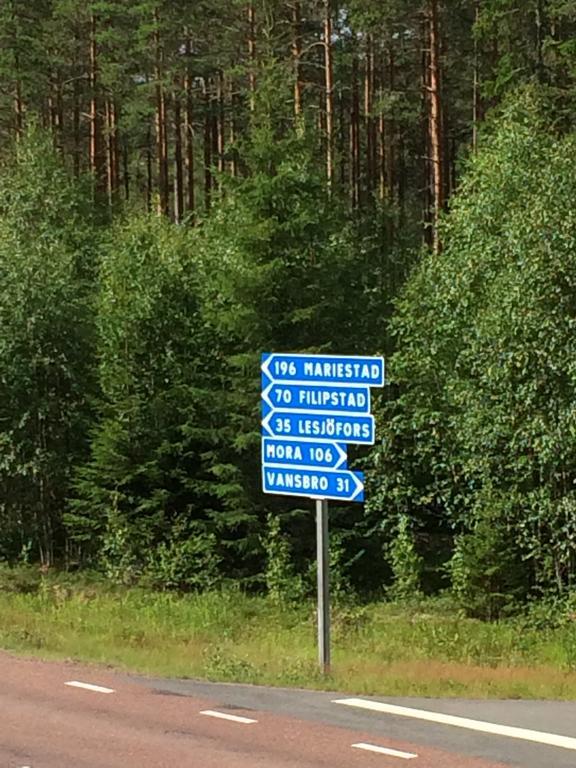 196 MARIESTAD
70 FILIPSTAD
35 LESJÖFORS
MORA 106
VANSBRO 31